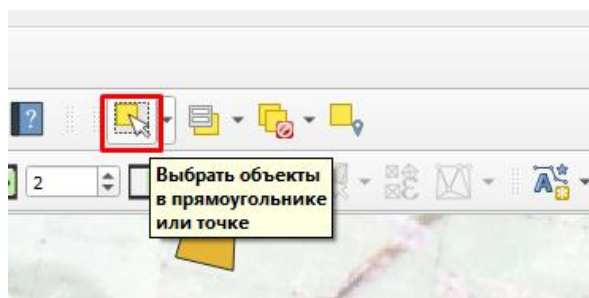 ?
2
Выбрать объекты
в прямоугольнике
или точке